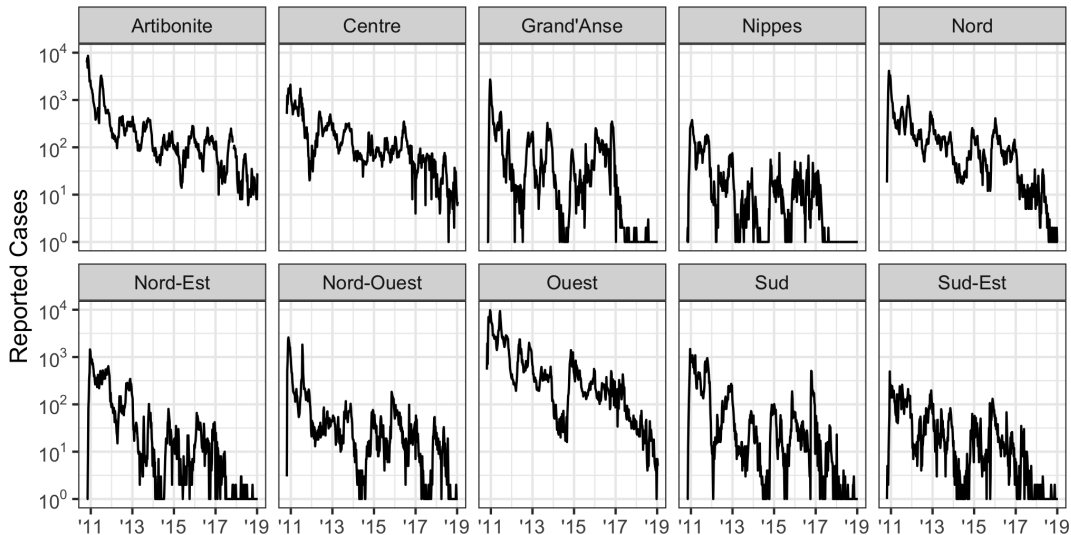 Artibonite Centre Grand'Anse Nippes Nord
10⁴
10³
10²
10¹
10⁰
Reported Cases
Nord-Est Nord-Ouest Ouest Sud Sud-Est
10⁴
10³
10²
10¹
10⁰
'11 '13 '15 '17 '19 '11 '13 '15 '17 '19 '11 '13 '15 '17 '19 '11 '13 '15 '17 '19 '11 '13 '15 '17 '19